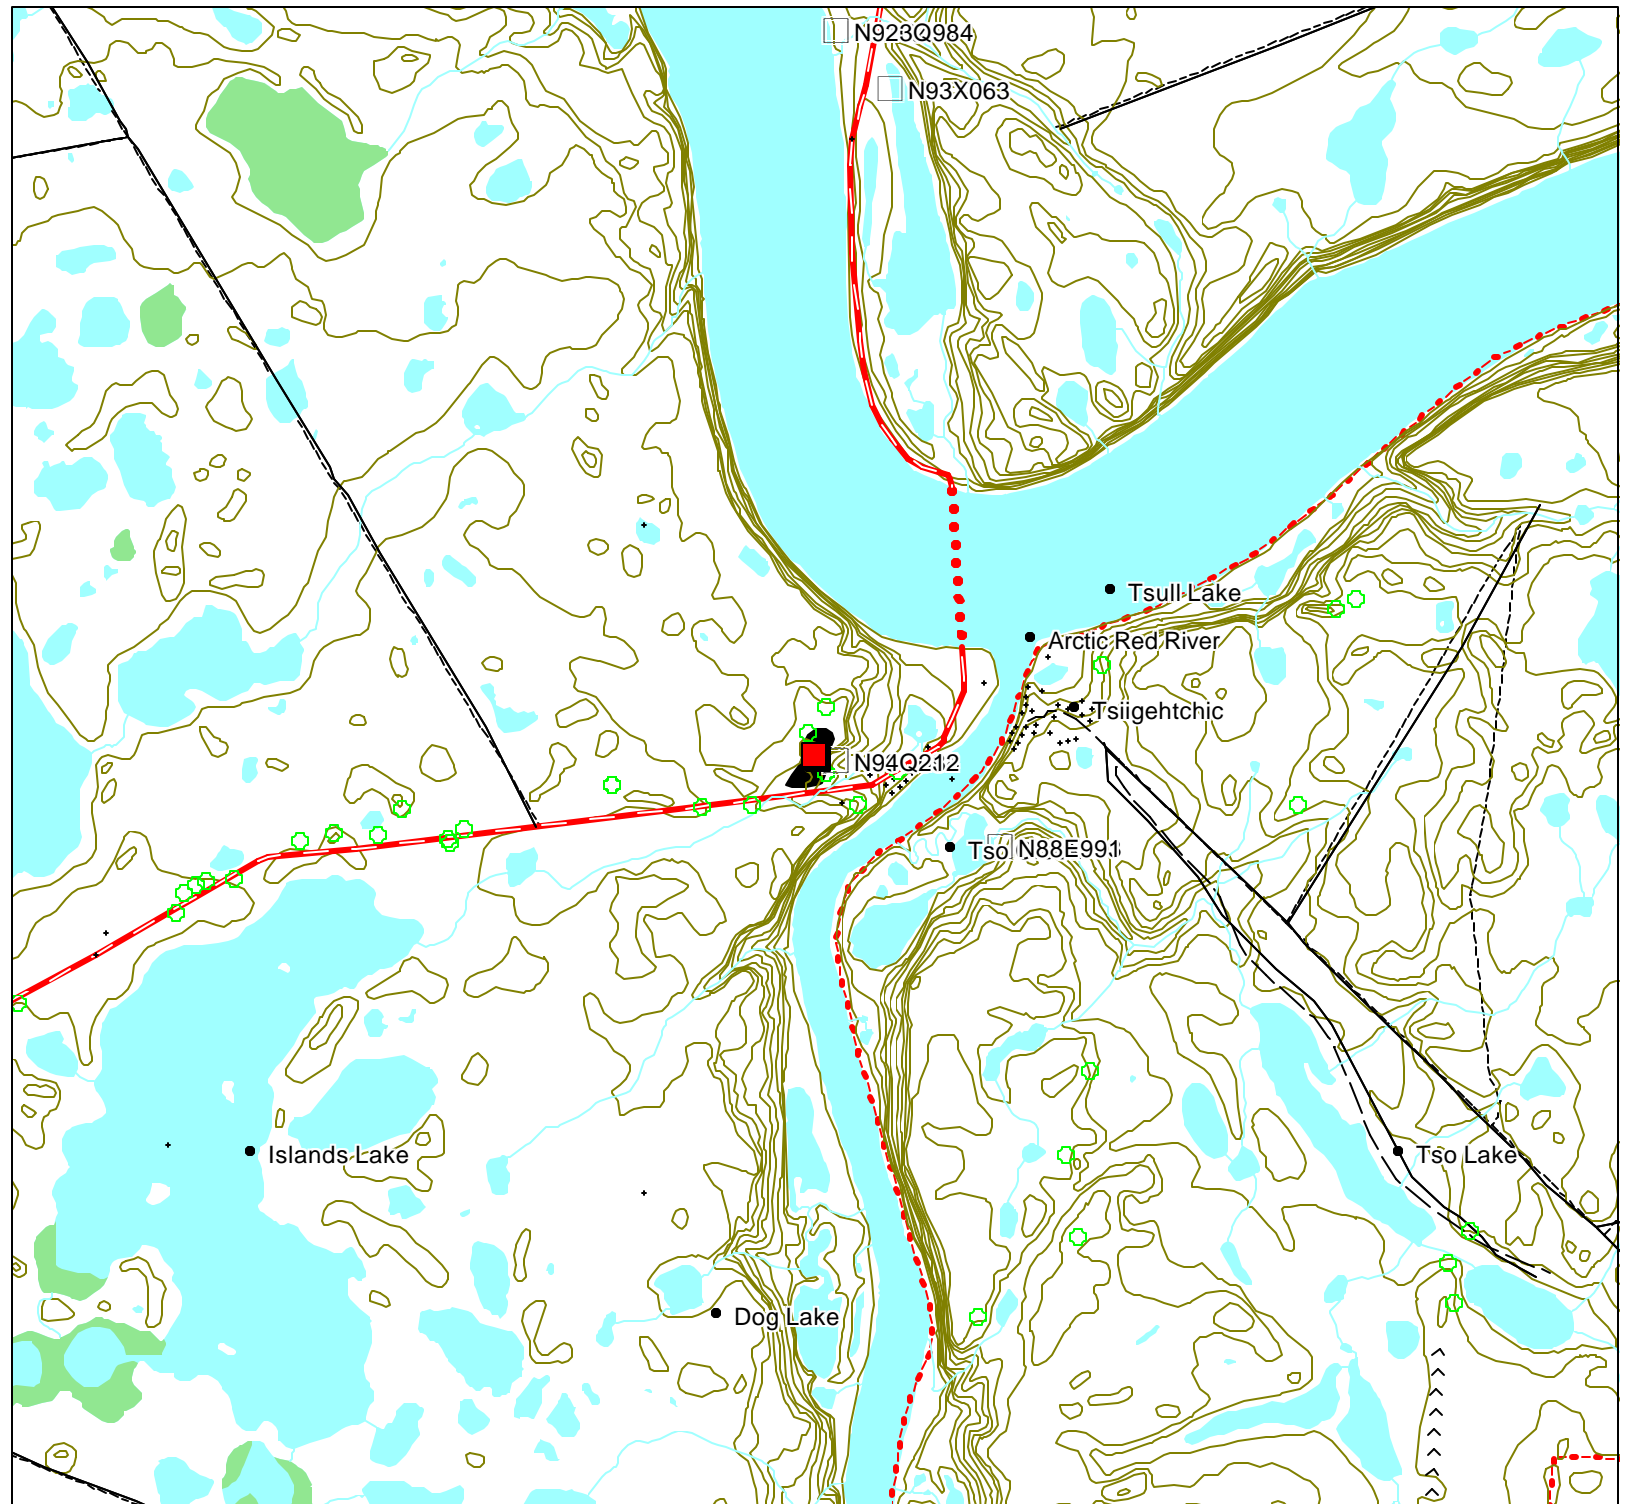 N923Q984
N93X063
Tsull Lake
Arctic Red River
Tsiigehtchic
N94Q212
Tso
N88E991
Islands Lake
Tso Lake
Dog Lake